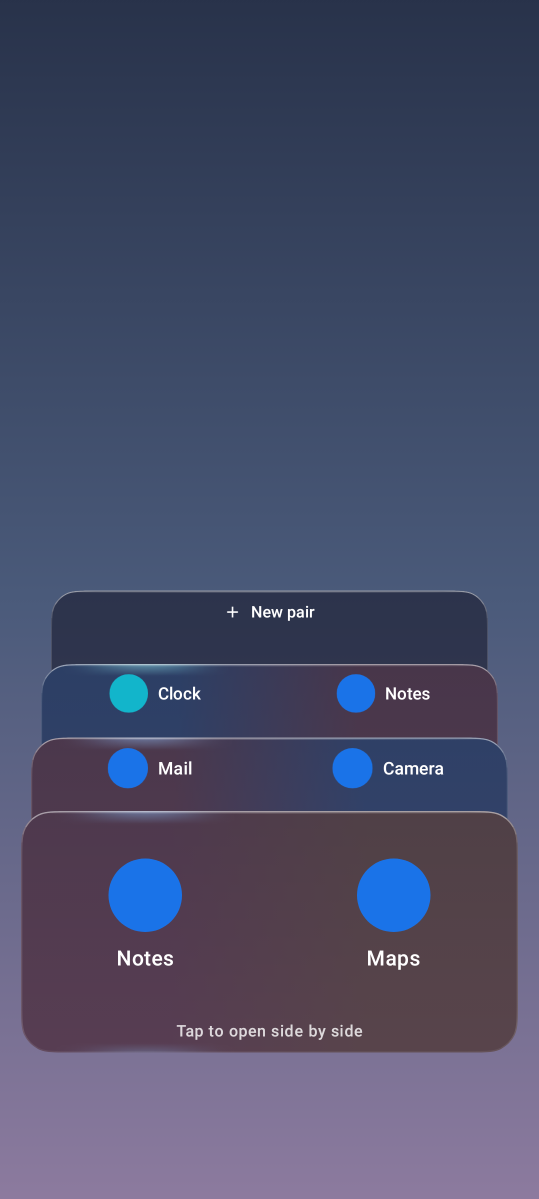 + New pair
Clock Notes
Mail Camera
Notes Maps
Tap to open side by side